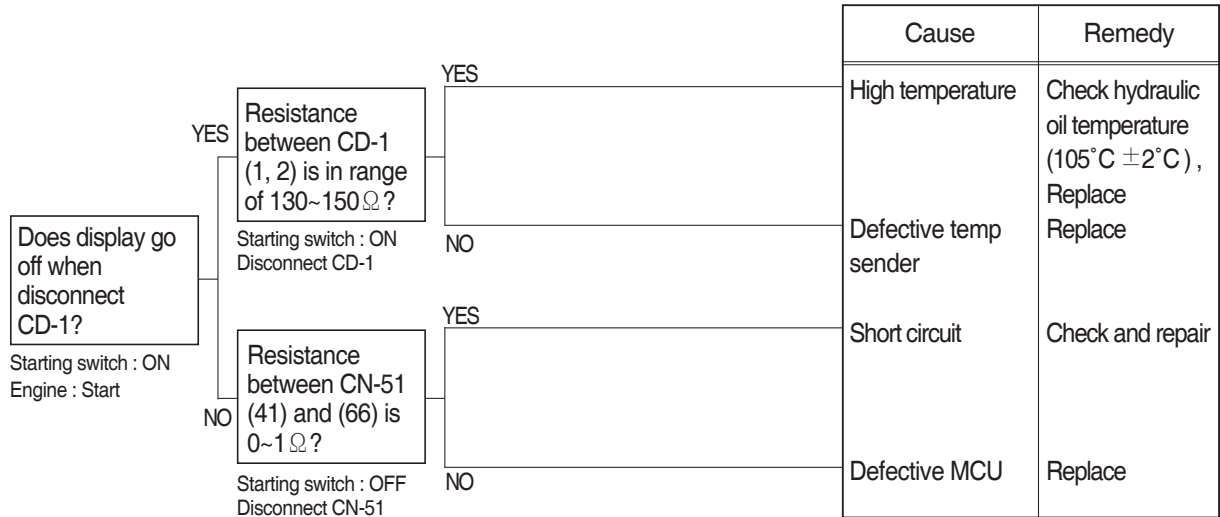 Does display go
off when
disconnect
CD-1?
Starting switch : ON
Engine : Start
YES
Resistance
between CD-1
(1, 2) is in range
of 130~150Ω?
Starting switch : ON
Disconnect CD-1
NO
Resistance
between CN-51
(41) and (66) is
0~1Ω?
Starting switch : OFF
Disconnect CN-51
YES
NO
YES
NO
Cause
Remedy
High temperature
Check hydraulic
oil temperature
(105°C ±2°C) ,
Replace
Defective temp
sender
Replace
Short circuit
Check and repair
Defective MCU
Replace